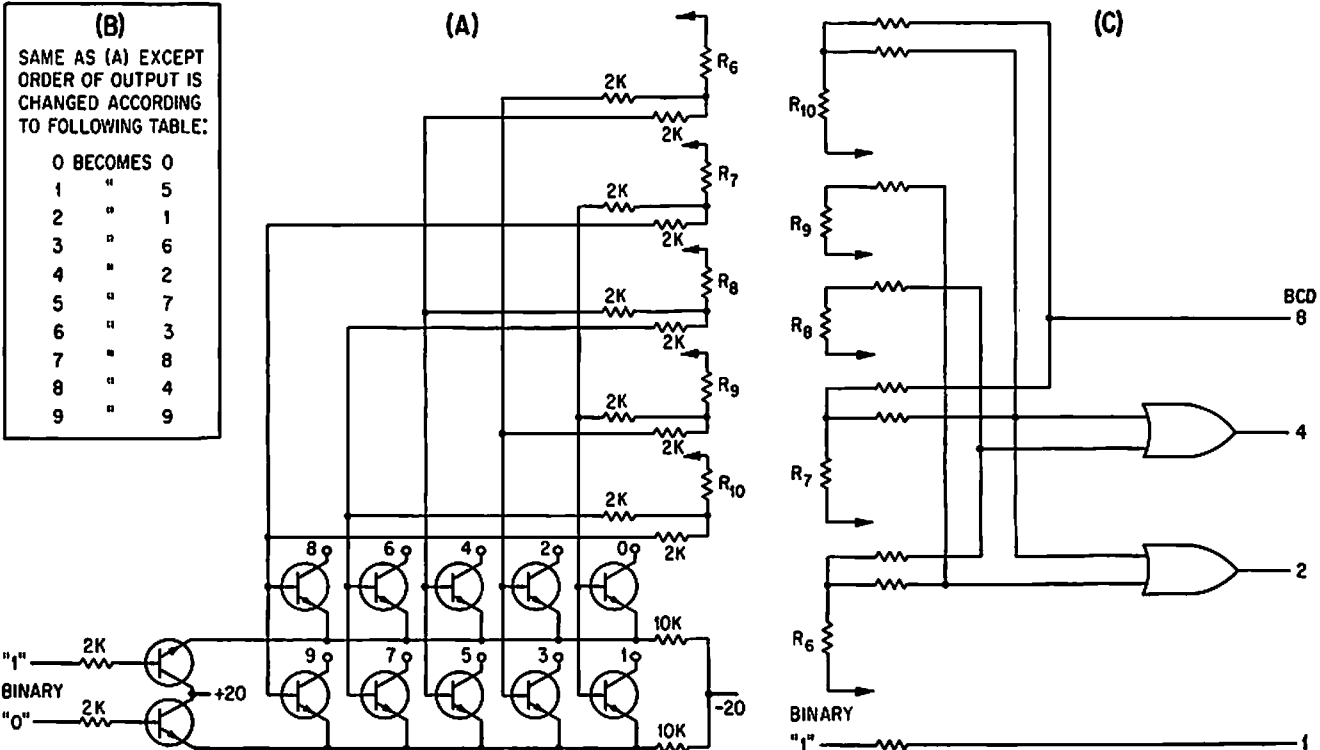 (B)
SAME AS (A) EXCEPT
ORDER OF OUTPUT IS
CHANGED ACCORDING
TO FOLLOWING TABLE:
0 BECOMES 0
1 " 5
2 " 1
3 " 6
4 " 2
5 " 7
6 " 3
7 " 8
8 " 4
9 " 9
(A)
R6
2K
2K
R7
2K
2K
R8
2K
2K
R9
2K
2K
R10
2K
2K
8 6 4 2 0
10K
9 7 5 3 1
10K
-20
"1" 2K
BINARY +20
"0" 2K
(C)
R10
R9
R8
R7
R6
BCD
8
4
2
BINARY
"1" 1